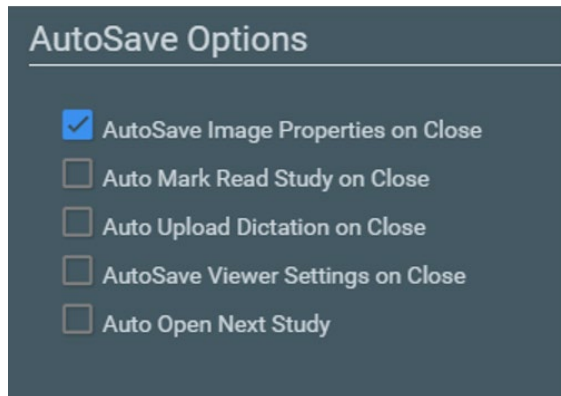 AutoSave Options
AutoSave Image Properties on Close
Auto Mark Read Study on Close
Auto Upload Dictation on Close
AutoSave Viewer Settings on Close
Auto Open Next Study